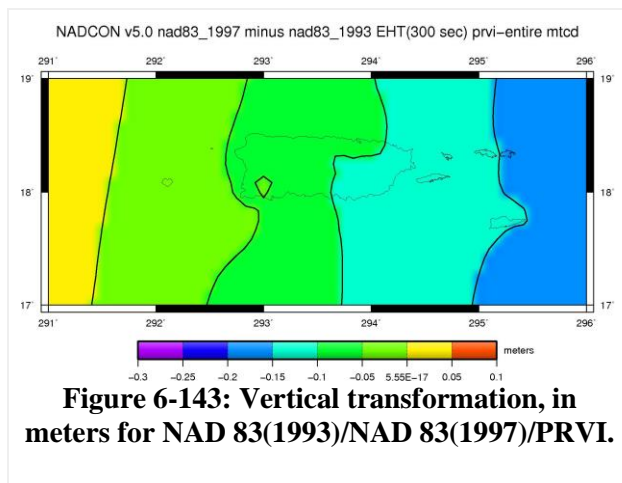 NADCON v5.0 nad83_1997 minus nad83_1993 EHT(300 sec) prvi-entire mtcd
291˚ 292˚ 293˚ 294˚ 295˚ 296˚
19˚ 19˚
18˚ 18˚
17˚ 17˚
291˚ 292˚ 293˚ 294˚ 295˚ 296˚
meters
−0.3 −0.25 −0.2 −0.15 −0.1 −0.05 5.55E-17 0.05 0.1
Figure 6-143: Vertical transformation, in
meters for NAD 83(1993)/NAD 83(1997)/PRVI.